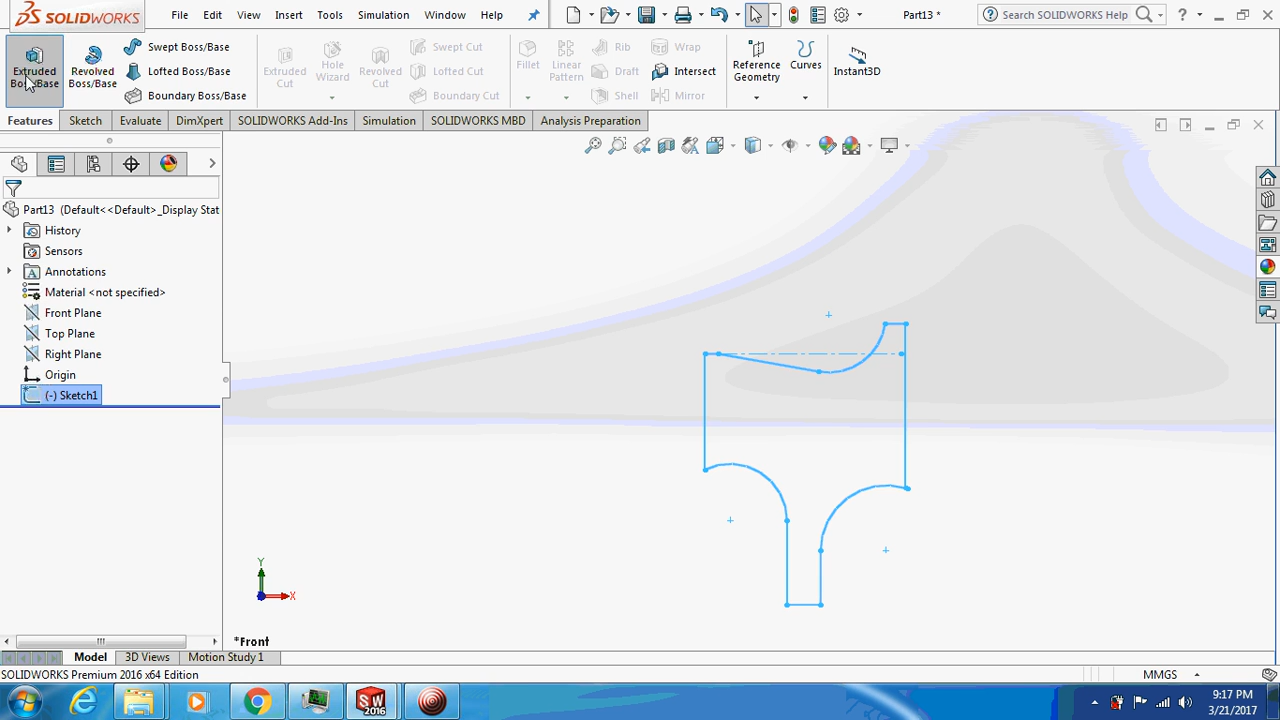 SOLIDWORKS File Edit View Insert Tools Simulation Window Help Part13 * Search SOLIDWORKS Help
Extruded Boss/Base
Revolved Boss/Base
Swept Boss/Base
Lofted Boss/Base
Boundary Boss/Base
Extruded Cut
Hole Wizard
Revolved Cut
Swept Cut
Lofted Cut
Boundary Cut
Fillet
Linear Pattern
Rib
Draft
Shell
Wrap
Intersect
Mirror
Reference Geometry
Curves
Instant3D
Features Sketch Evaluate DimXpert SOLIDWORKS Add-Ins Simulation SOLIDWORKS MBD Analysis Preparation
Part13 (Default<<Default>_Display Stat
History
Sensors
Annotations
Material <not specified>
Front Plane
Top Plane
Right Plane
Origin
(-) Sketch1
Y
X
*Front
Model 3D Views Motion Study 1
SOLIDWORKS Premium 2016 x64 Edition MMGS
SW 2016
9:17 PM
3/21/2017